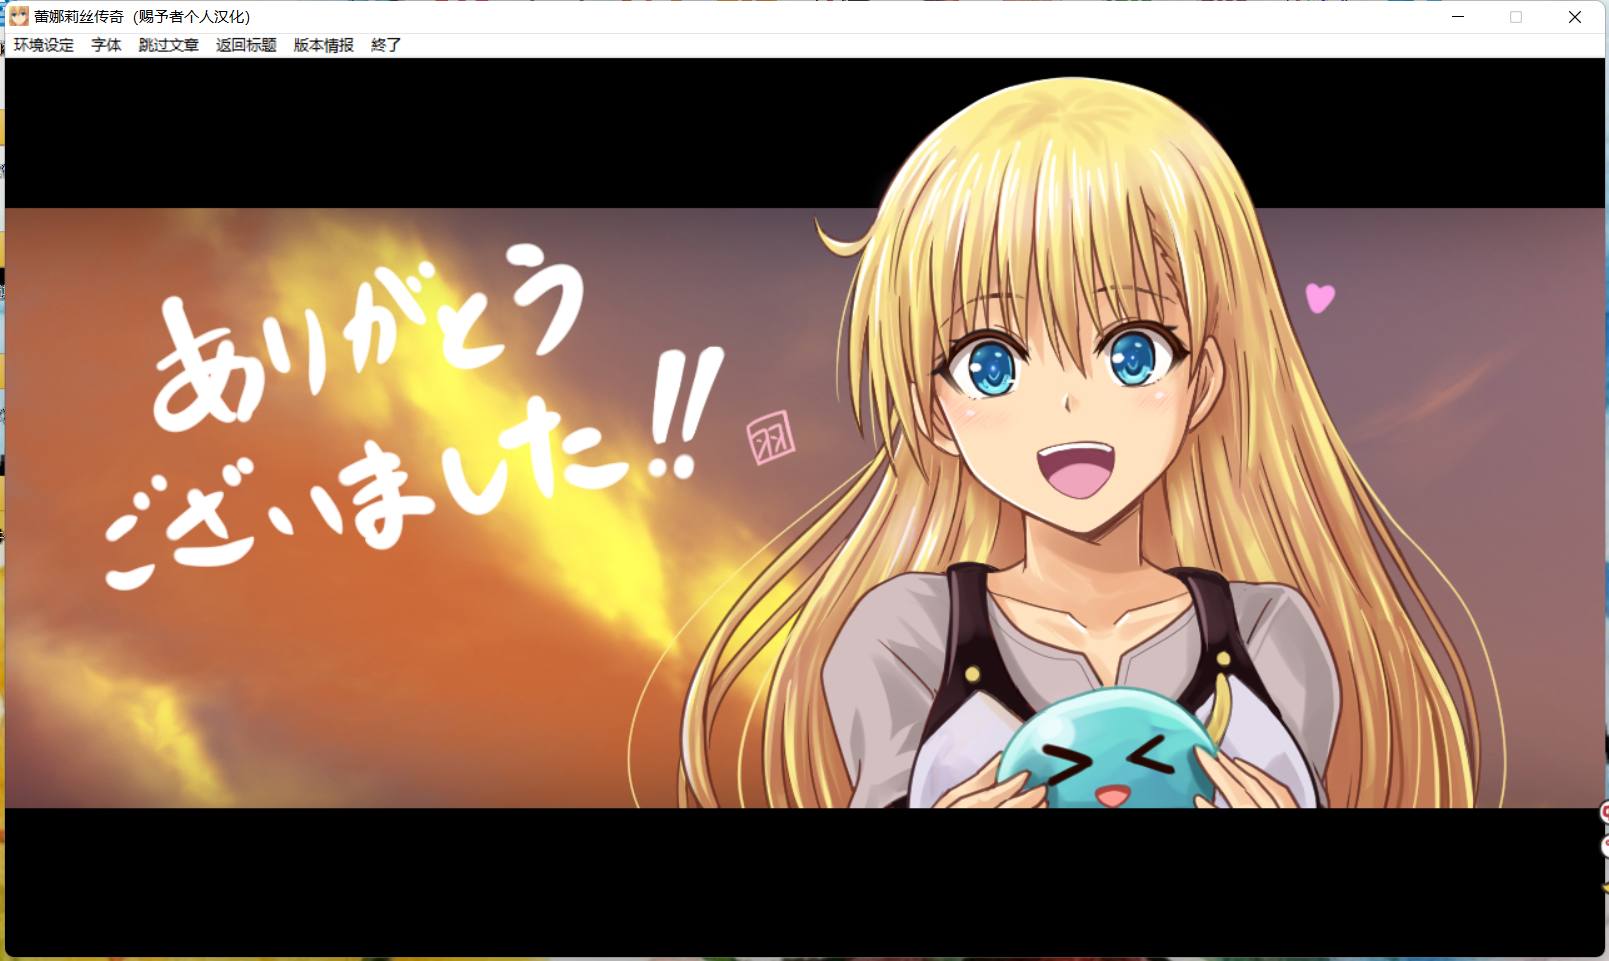 蕾娜莉丝传奇（赐予者个人汉化）
环境设定 字体 跳过文章 返回标题 版本情报 終了
ありがとう
ございました!!
羽